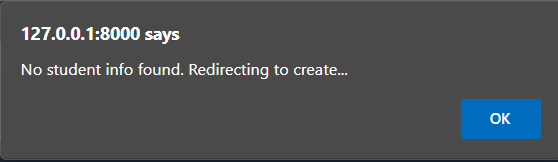 127.0.0.1:8000 says
No student info found. Redirecting to create...
OK